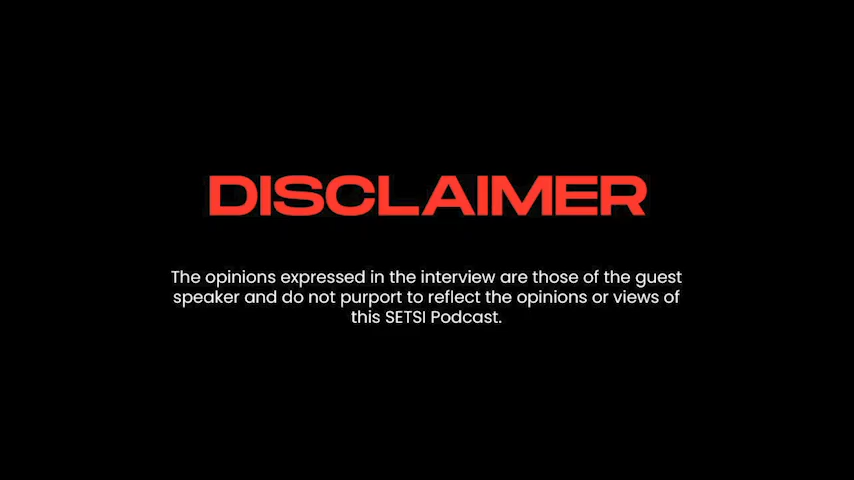 DISCLAIMER
The opinions expressed in the interview are those of the guest
speaker and do not purport to reflect the opinions or views of
this SETSI Podcast.